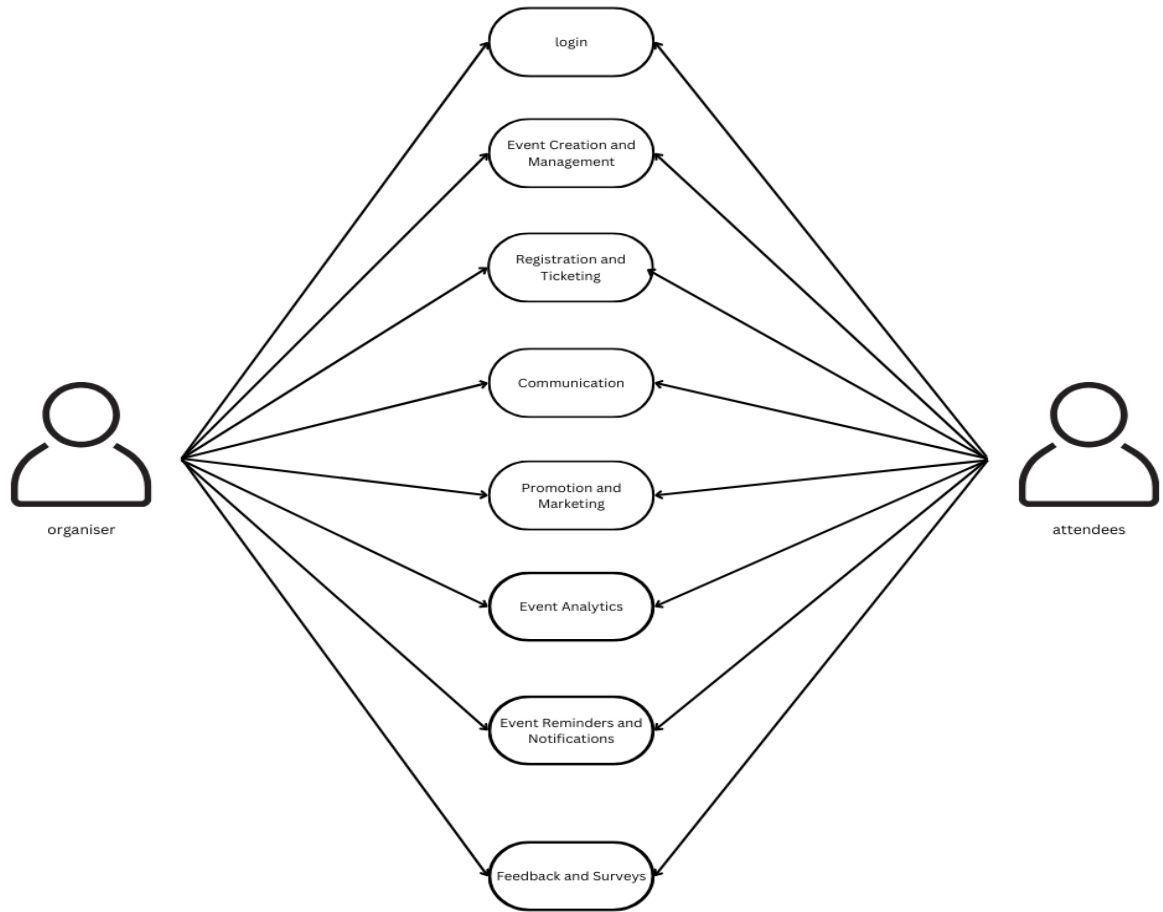 login
Event Creation and
Management
Registration and
Ticketing
Communication
Promotion and
Marketing
organiser
attendees
Event Analytics
Event Reminders and
Notifications
Feedback and Surveys